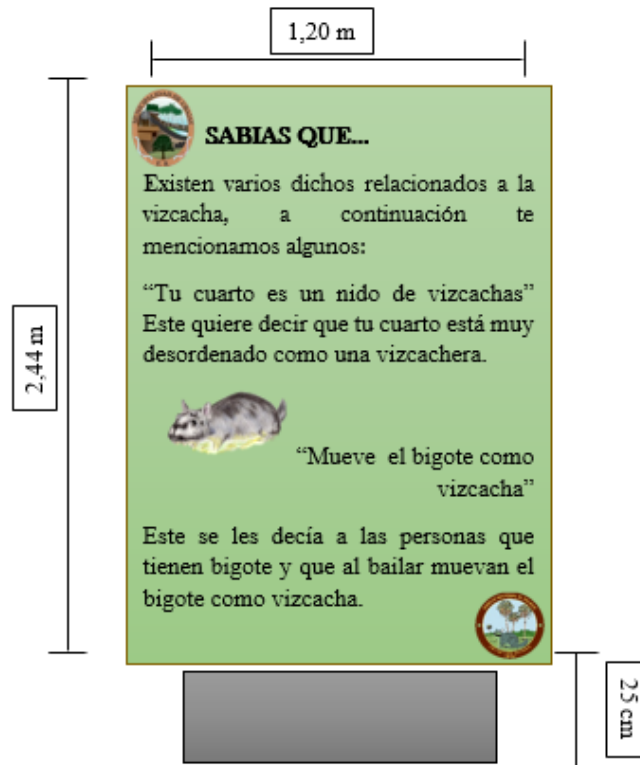 1,20 m
SABIAS QUE...
Existen varios dichos relacionados a la
vizcacha, a continuación te
mencionamos algunos:
“Tu cuarto es un nido de vizcachas”
Este quiere decir que tu cuarto está muy
desordenado como una vizcachera.
2,44 m
“Mueve el bigote como
vizcacha”
Este se les decía a las personas que
tienen bigote y que al bailar muevan el
bigote como vizcacha.
25 cm